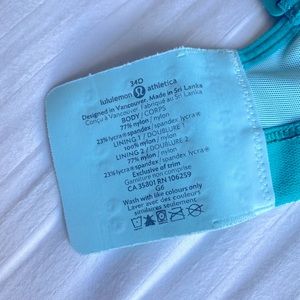 34D
lululemon athletica
Designed in Vancouver. Made in Sri Lanka
Conçu à Vancouver. Fabriqué au Sri Lanka
BODY / CORPS
77% nylon / nylon
23% lycra® spandex / spandex lycra®
LINING 1 / DOUBLURE 1
100% nylon / nylon
LINING 2 / DOUBLURE 2
77% nylon / nylon
23% lycra® spandex / spandex lycra®
Exclusive of trim
Garniture non comprise
CA 35801 RN 106259
G6
Wash with like colours only
Laver avec des couleurs
similaires seulement